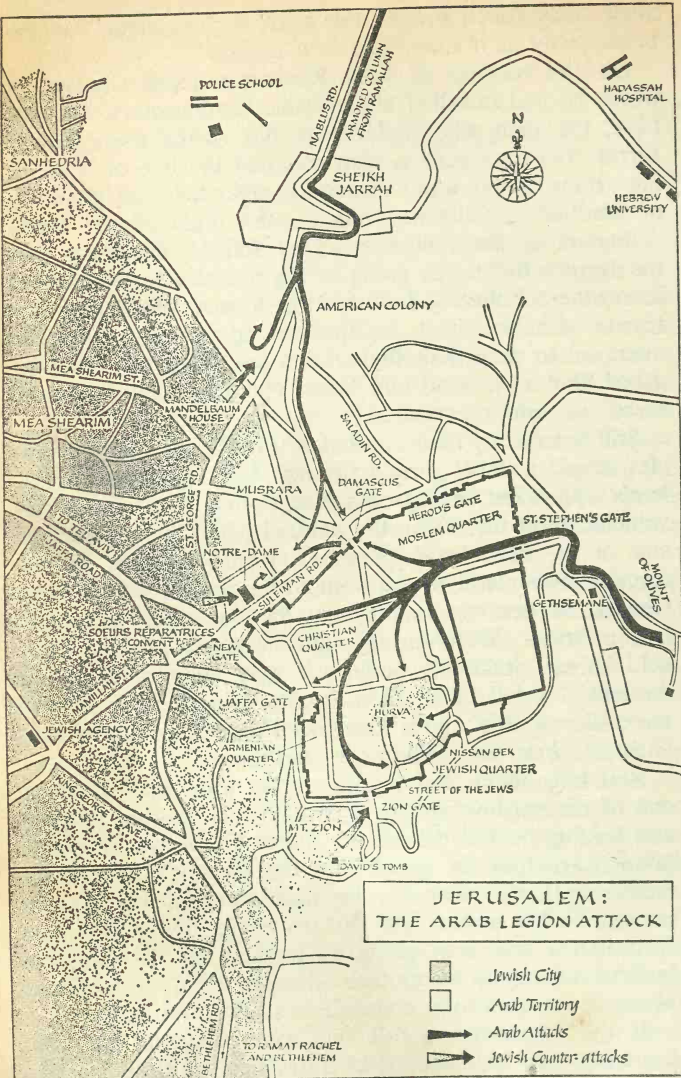 POLICE SCHOOL
NABLUS RD.
ARMORED COLUMN
FROM RAMALLAH
HADASSAH
HOSPITAL
SANHEDRIA
N
SHEIKH
JARRAH
HEBREW
UNIVERSITY
AMERICAN COLONY
MEA SHEARIM ST.
MANDELBAUM
HOUSE
MEA SHEARIM
SALADIN RD.
ST. GEORGE RD.
MUSRARA
DAMASCUS
GATE
HEROD'S GATE
MOSLEM QUARTER
ST. STEPHEN'S GATE
TO TEL AVIV
JAFFA ROAD
NOTRE-DAME
SULEIMAN RD.
MOUNT
OF OLIVES
GETHSEMANE
SOEURS RÉPARATRICES
CONVENT
NEW
GATE
CHRISTIAN
QUARTER
MAMILLAH ST.
JAFFA GATE
HURVA
JEWISH AGENCY
ARMENIAN
QUARTER
NISSAN BEK
JEWISH QUARTER
STREET OF THE JEWS
KING GEORGE AVE.
ZION GATE
MT. ZION
DAVID'S TOMB
JERUSALEM:
THE ARAB LEGION ATTACK
Jewish City
Arab Territory
Arab Attacks
Jewish Counter-attacks
BETHLEHEM RD.
TO RAMAT RACHEL
AND BETHLEHEM